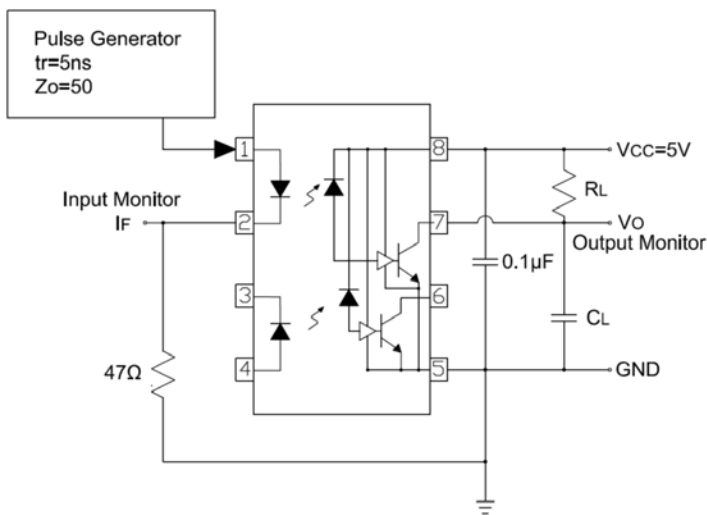 Pulse Generator
tr=5ns
Zo=50
1
8
VCC=5V
RL
Input Monitor
IF
2
7
VO
Output Monitor
0.1µF
3
6
CL
47Ω
4
5
GND